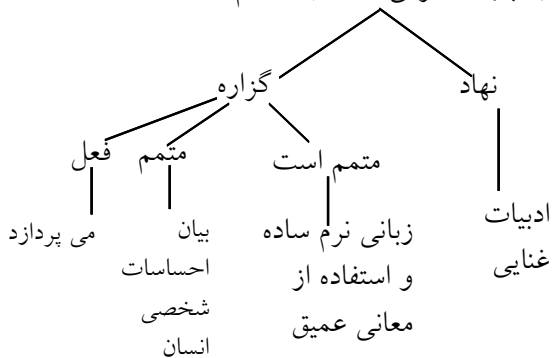 نهاد
گزاره
متمم است
متمم
فعل
ادبیات
غنایی
زبانی نرم ساده
و استفاده از
معانی عمیق
بیان
احساسات
شخصی
انسان
می پردازد